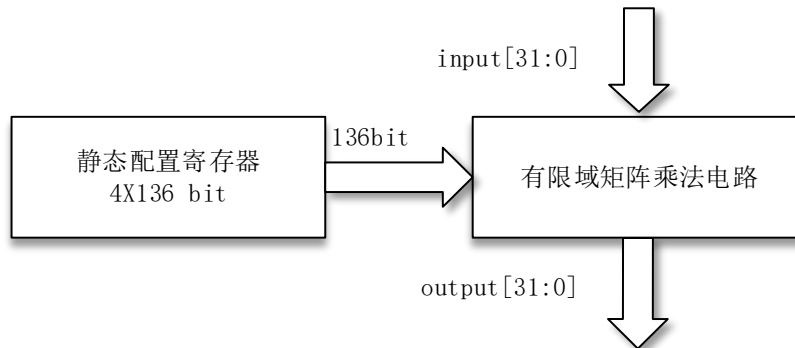 input[31:0]
静态配置寄存器
4X136 bit
136bit
有限域矩阵乘法电路
output[31:0]